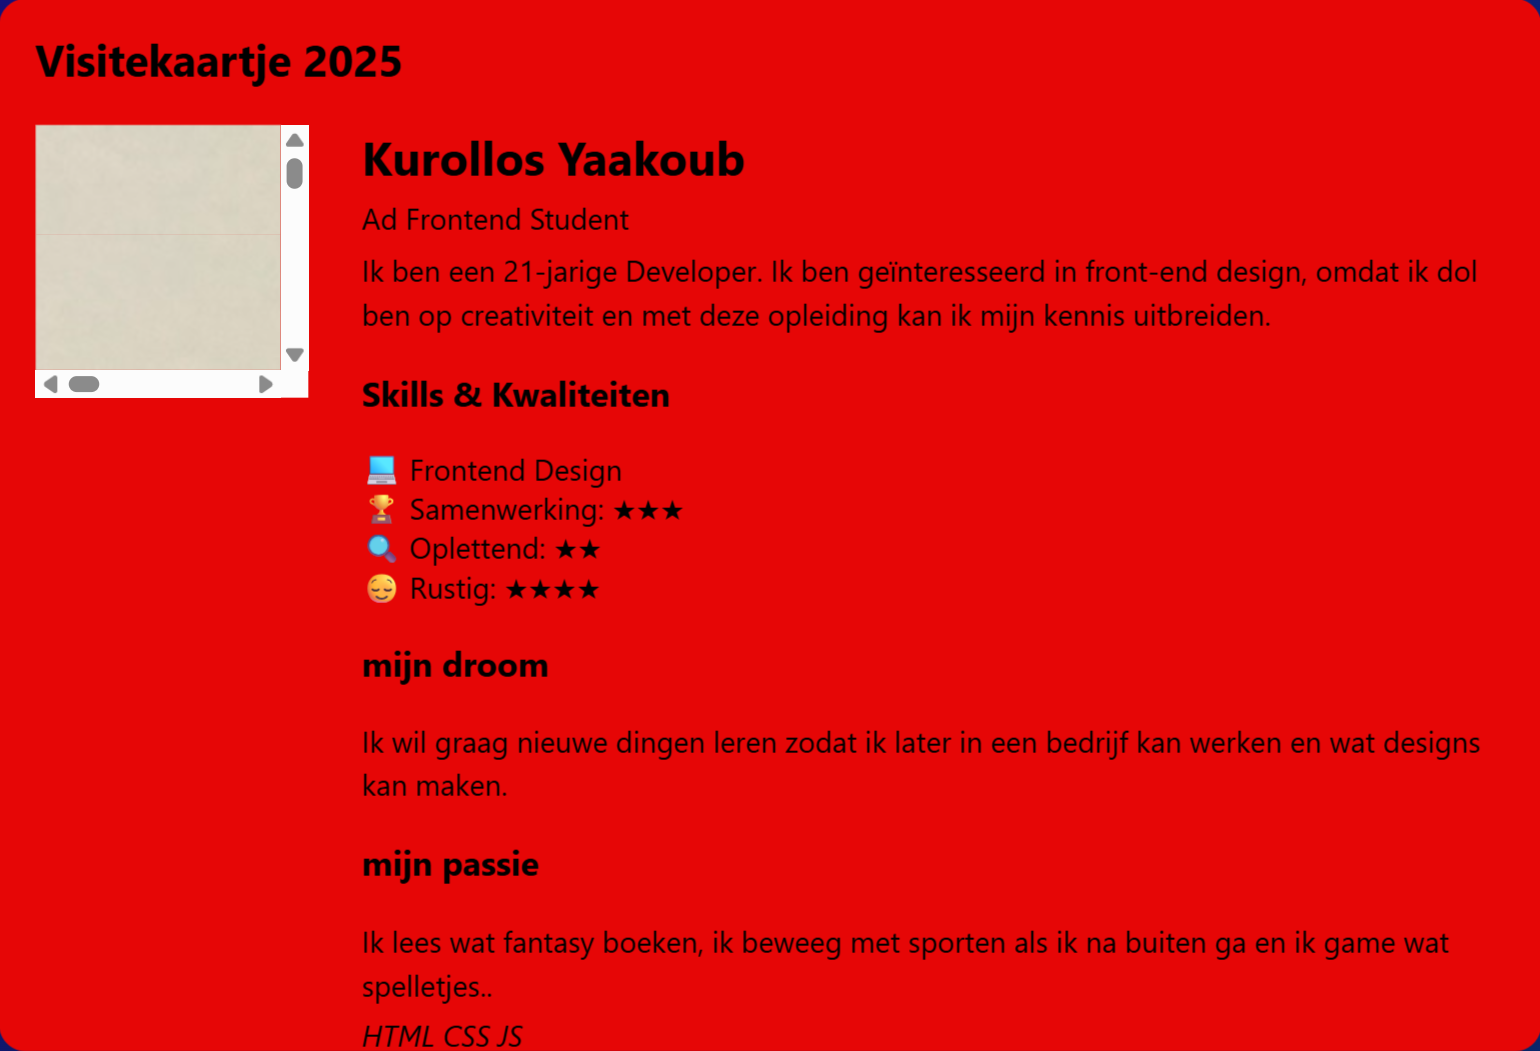 Visitekaartje 2025
Kurollos Yaakoub
Ad Frontend Student
Ik ben een 21-jarige Developer. Ik ben geïnteresseerd in front-end design, omdat ik dol
ben op creativiteit en met deze opleiding kan ik mijn kennis uitbreiden.
Skills & Kwaliteiten
💻 Frontend Design
🏆 Samenwerking: ★★★
🔍 Oplettend: ★★
😌 Rustig: ★★★★
mijn droom
Ik wil graag nieuwe dingen leren zodat ik later in een bedrijf kan werken en wat designs
kan maken.
mijn passie
Ik lees wat fantasy boeken, ik beweeg met sporten als ik na buiten ga en ik game wat
spelletjes..
HTML CSS JS